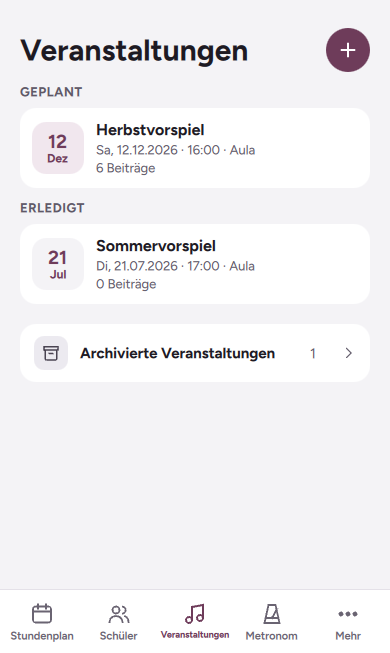 Veranstaltungen
GEPLANT
12
Dez
Herbstvorspiel
Sa, 12.12.2026 · 16:00 · Aula
6 Beiträge
ERLEDIGT
21
Jul
Sommervorspiel
Di, 21.07.2026 · 17:00 · Aula
0 Beiträge
Archivierte Veranstaltungen 1
Stundenplan Schüler Veranstaltungen Metronom Mehr